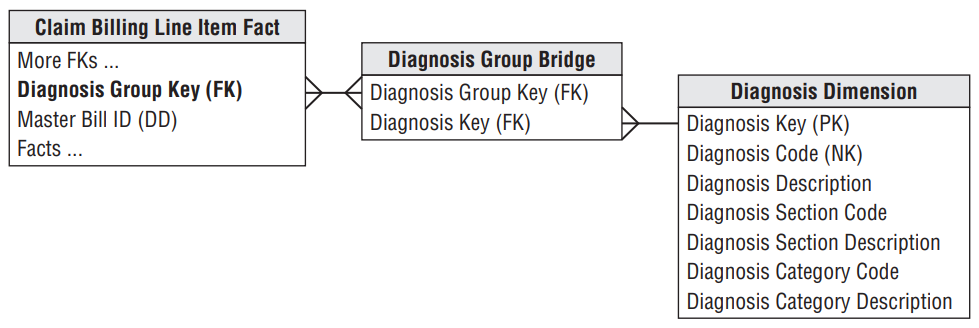 Claim Billing Line Item Fact
More FKs ...
Diagnosis Group Key (FK)
Master Bill ID (DD)
Facts ...
Diagnosis Group Bridge
Diagnosis Group Key (FK)
Diagnosis Key (FK)
Diagnosis Dimension
Diagnosis Key (PK)
Diagnosis Code (NK)
Diagnosis Description
Diagnosis Section Code
Diagnosis Section Description
Diagnosis Category Code
Diagnosis Category Description